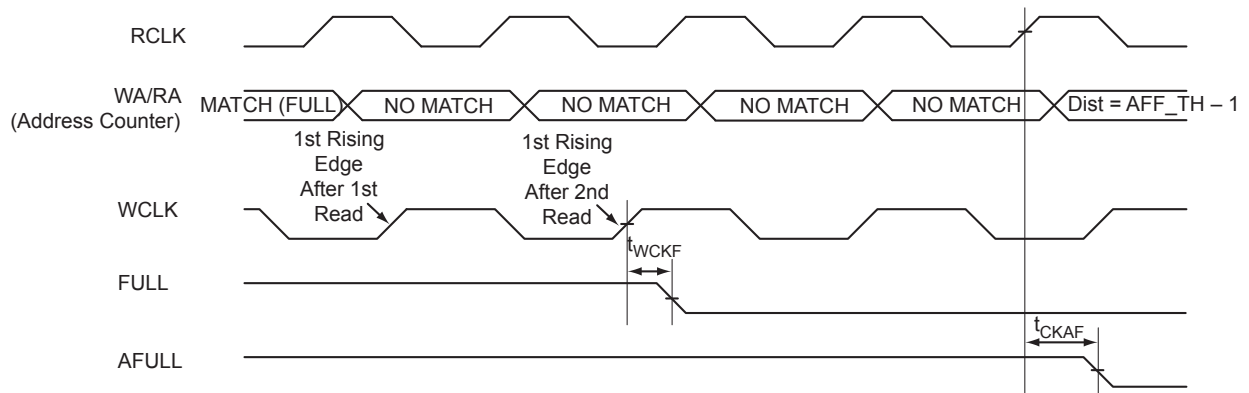 RCLK
WA/RA
(Address Counter)
MATCH (FULL)
NO MATCH
NO MATCH
NO MATCH
NO MATCH
Dist = AFF_TH – 1
1st Rising
Edge
After 1st
Read
1st Rising
Edge
After 2nd
Read
WCLK
tWCKF
FULL
tCKAF
AFULL